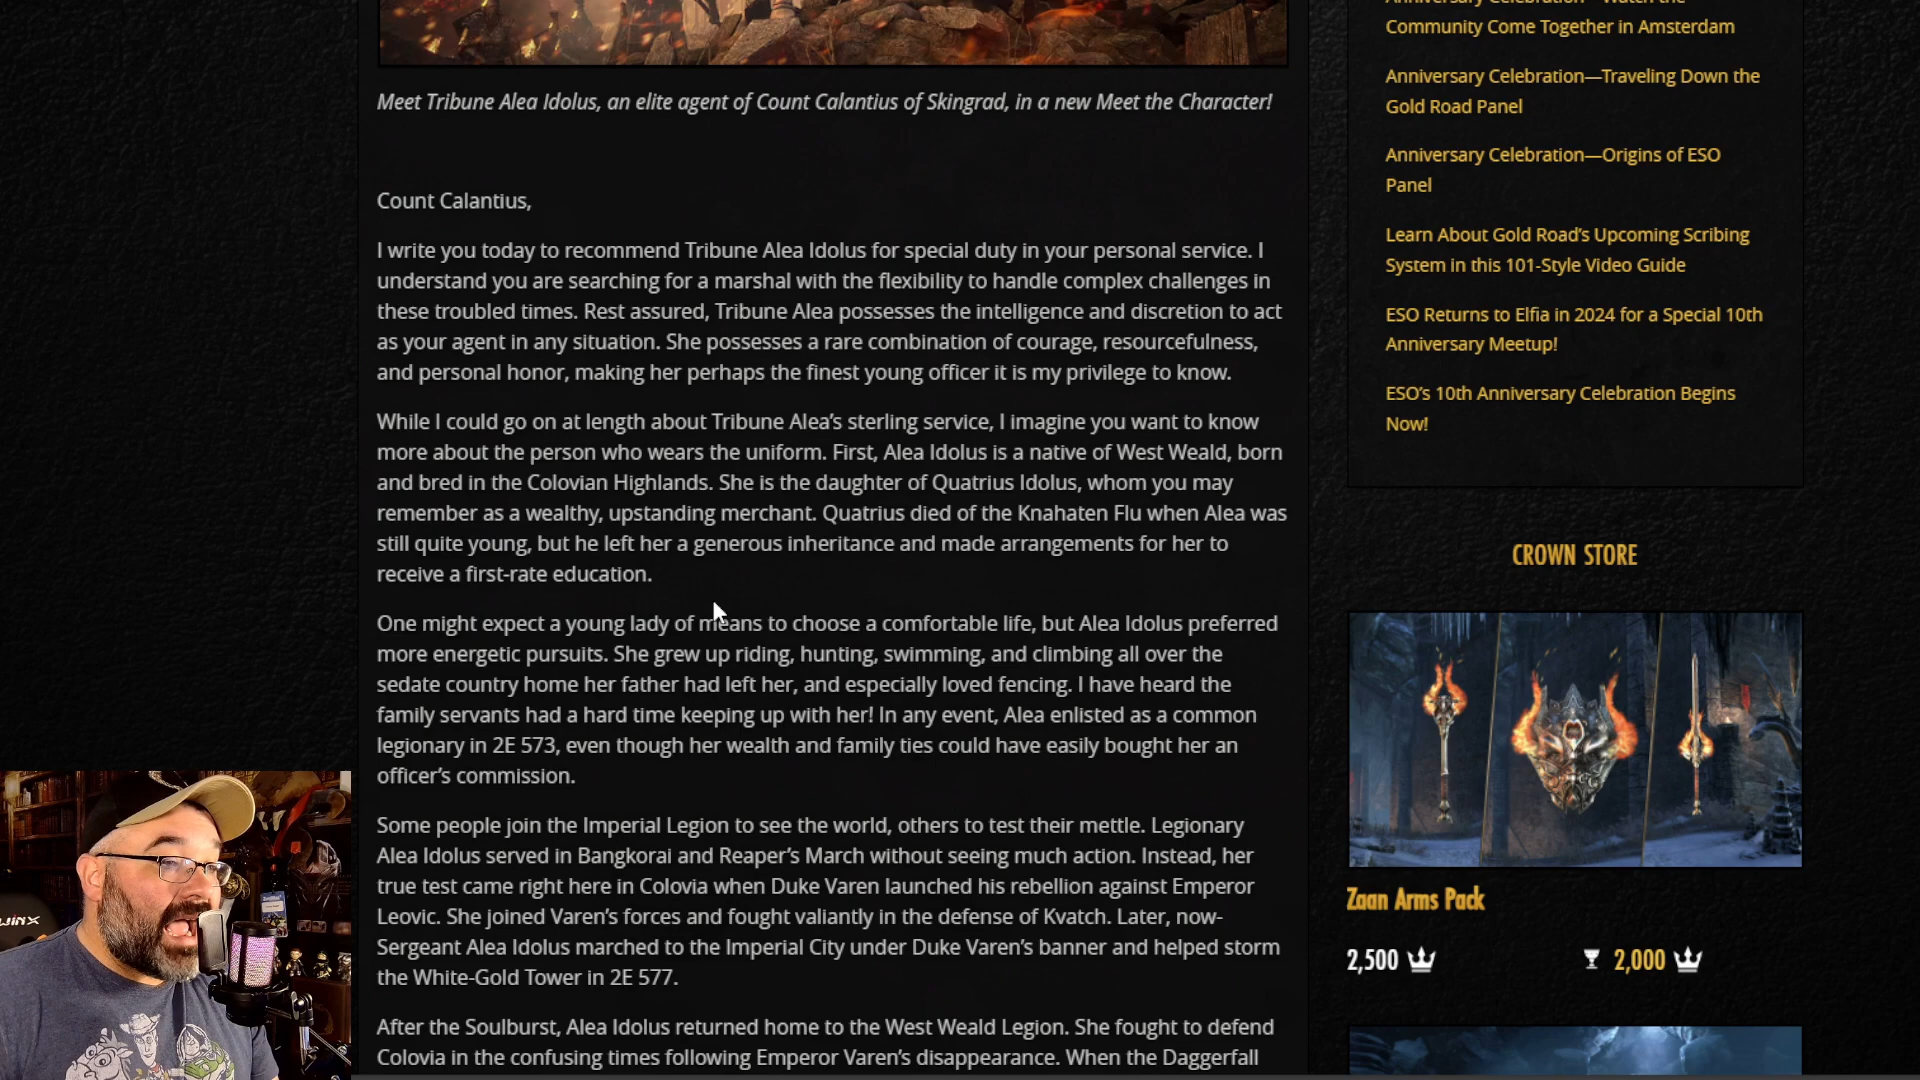 Meet Tribune Alea Idolus, an elite agent of Count Calantius of Skingrad, in a new Meet the Character!
Count Calantius,
I write you today to recommend Tribune Alea Idolus for special duty in your personal service. I
understand you are searching for a marshal with the flexibility to handle complex challenges in
these troubled times. Rest assured, Tribune Alea possesses the intelligence and discretion to act
as your agent in any situation. She possesses a rare combination of courage, resourcefulness,
and personal honor, making her perhaps the finest young officer it is my privilege to know.
While I could go on at length about Tribune Alea's sterling service, I imagine you want to know
more about the person who wears the uniform. First, Alea Idolus is a native of West Weald, born
and bred in the Colovian Highlands. She is the daughter of Quatrius Idolus, whom you may
remember as a wealthy, upstanding merchant. Quatrius died of the Knahaten Flu when Alea was
still quite young, but he left her a generous inheritance and made arrangements for her to
receive a first-rate education.
One might expect a young lady of means to choose a comfortable life, but Alea Idolus preferred
more energetic pursuits. She grew up riding, hunting, swimming, and climbing all over the
sedate country home her father had left her, and especially loved fencing. I have heard the
family servants had a hard time keeping up with her! In any event, Alea enlisted as a common
legionary in 2E 573, even though her wealth and family ties could have easily bought her an
officer's commission.
Some people join the Imperial Legion to see the world, others to test their mettle. Legionary
Alea Idolus served in Bangkorai and Reaper's March without seeing much action. Instead, her
true test came right here in Colovia when Duke Varen launched his rebellion against Emperor
Leovic. She joined Varen's forces and fought valiantly in the defense of Kvatch. Later, now-
Sergeant Alea Idolus marched to the Imperial City under Duke Varen's banner and helped storm
the White-Gold Tower in 2E 577.
After the Soulburst, Alea Idolus returned home to the West Weald Legion. She fought to defend
Colovia in the confusing times following Emperor Varen's disappearance. When the Daggerfall
Anniversary Celebration—Watch the
Community Come Together in Amsterdam
Anniversary Celebration—Traveling Down the
Gold Road Panel
Anniversary Celebration—Origins of ESO
Panel
Learn About Gold Road's Upcoming Scribing
System in this 101-Style Video Guide
ESO Returns to Elfia in 2024 for a Special 10th
Anniversary Meetup!
ESO's 10th Anniversary Celebration Begins
Now!
CROWN STORE
Zaan Arms Pack
2,500 2,000
JINX